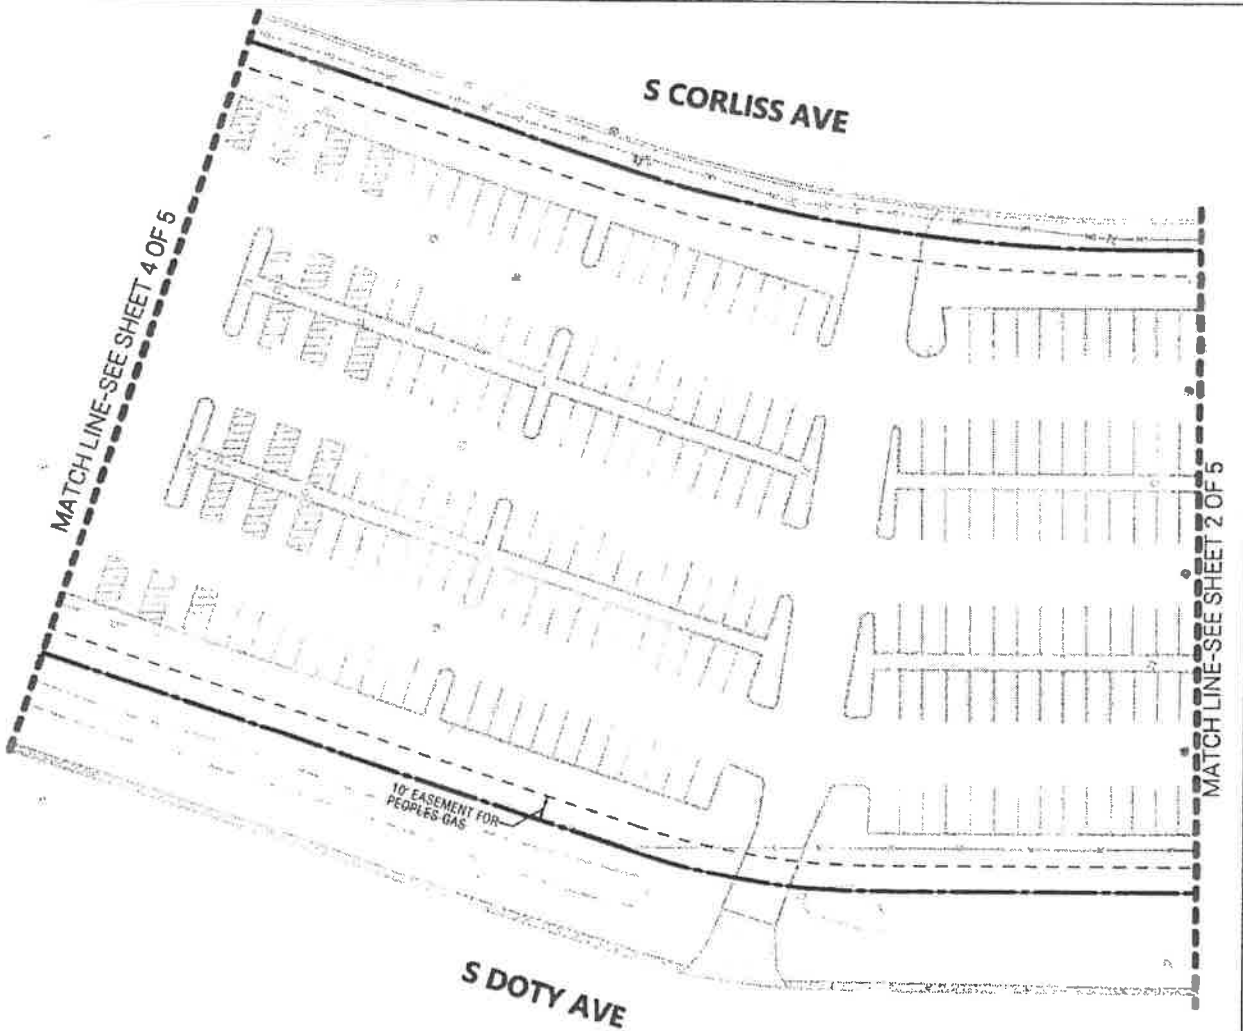 S CORLISS AVE
MATCH LINE-SEE SHEET 4 OF 5
MATCH LINE-SEE SHEET 2 OF 5
10' EASEMENT FOR
PEOPLES GAS
S DOTY AVE